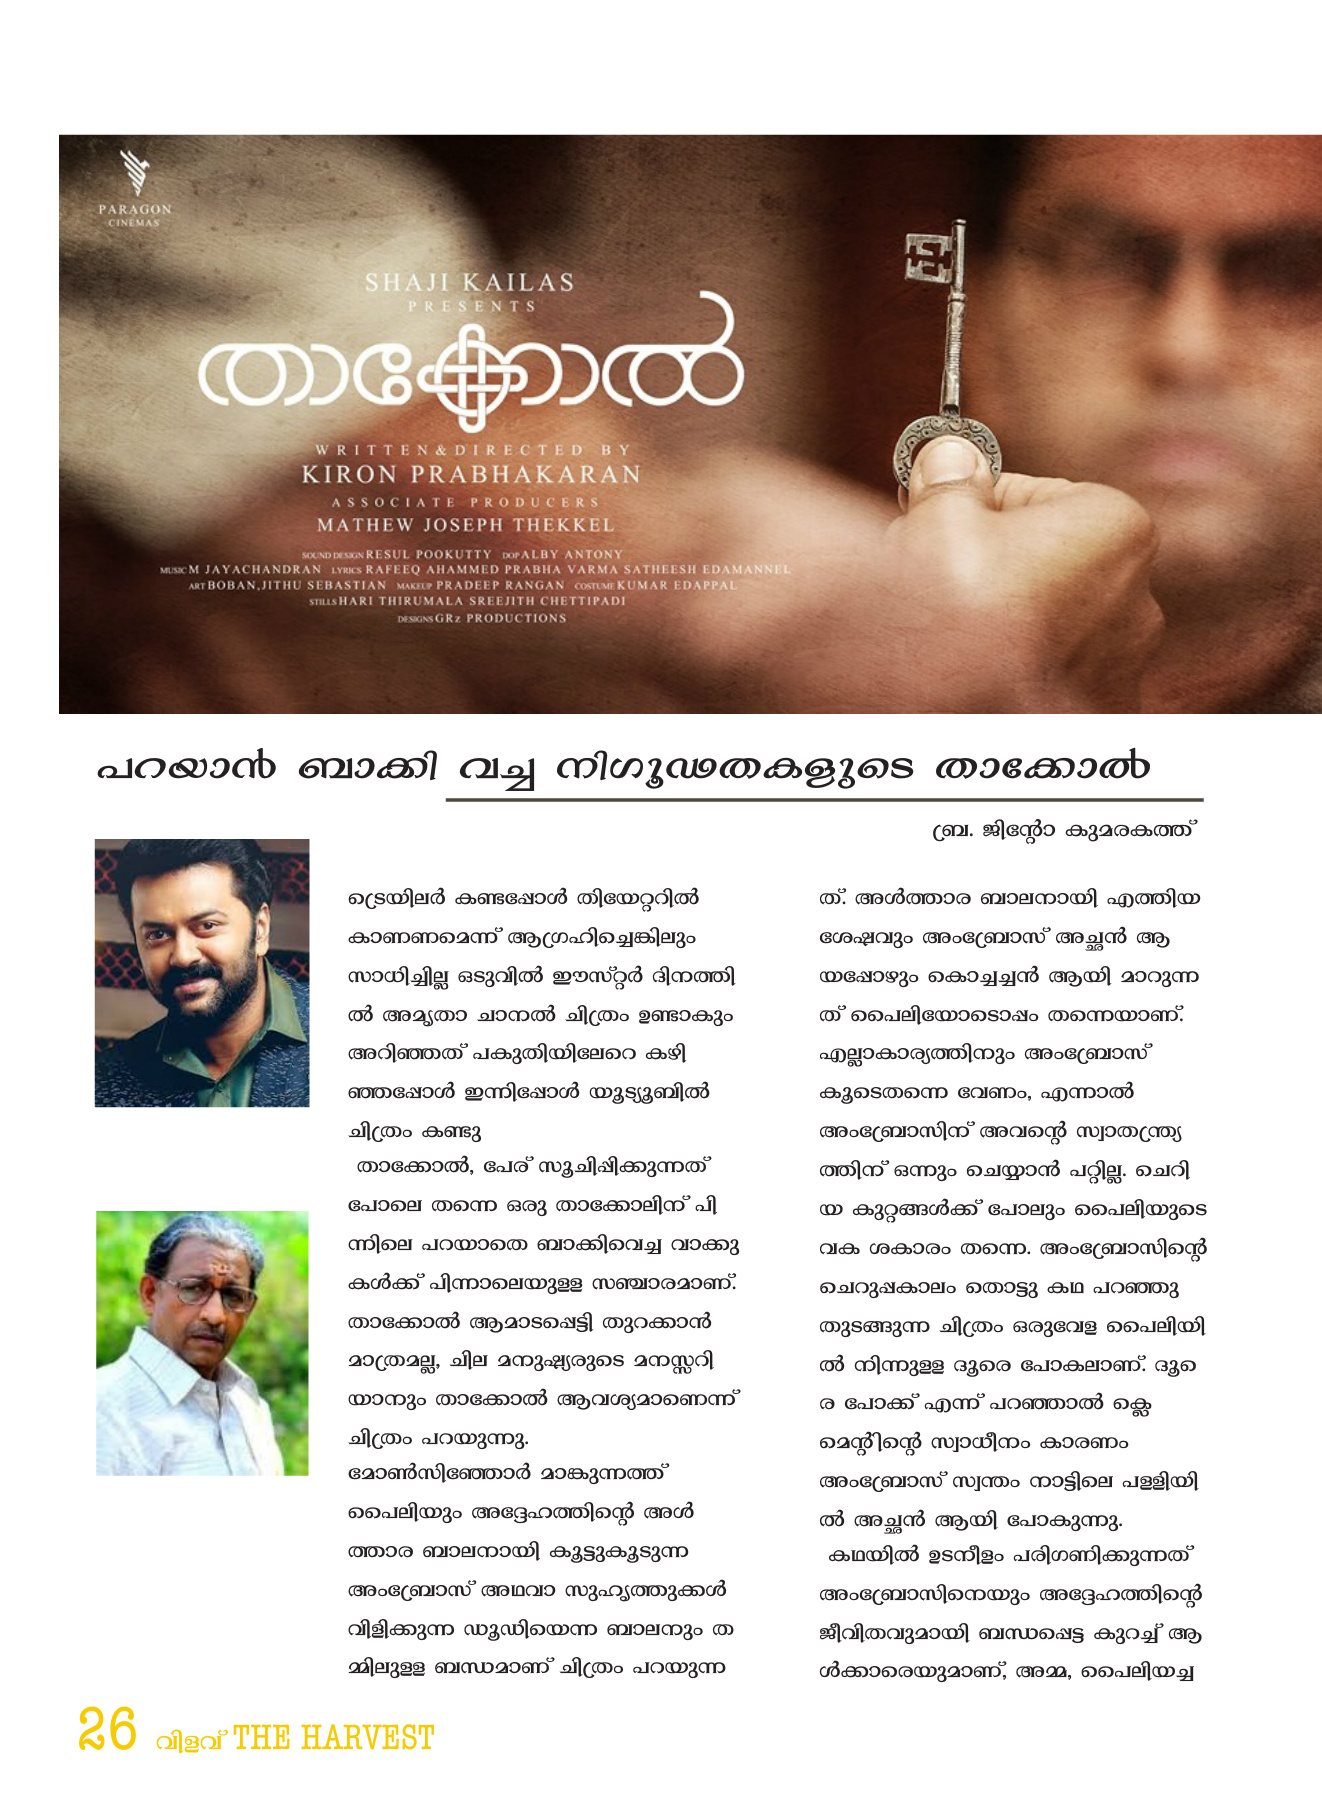 PARAGON
CINEMAS
SHAJI KAILAS
PRESENTS
താക്കോൽ
WRITTEN & DIRECTED BY
KIRON PRABHAKARAN
ASSOCIATE PRODUCERS
MATHEW JOSEPH THEKKEL
SOUND DESIGN RESUL POOKUTTY DOP ALBY ANTONY
MUSIC M JAYACHANDRAN LYRICS RAFEEQ AHAMMED PRABHA VARMA SATHEESH EDAMANNEL
ART BOBAN,JITHU SEBASTIAN MAKEUP PRADEEP RANGAN COSTUME KUMAR EDAPPAL
STILLS HARI THIRUMALA SREEJITH CHETTIPADI
DESIGNS GRz PRODUCTIONS
പറയാൻ ബാക്കി വച്ച നിഗൂഢതകളുടെ താക്കോൽ
ബ്ര. ജിന്റോ കുമരകത്ത്
ട്രെയിലർ കണ്ടപ്പോൾ തിയേറ്ററിൽ
കാണണമെന്ന് ആഗ്രഹിച്ചെങ്കിലും
സാധിച്ചില്ല ഒടുവിൽ ഈസ്റ്റർ ദിനത്തി
ൽ അമൃതാ ചാനൽ ചിത്രം ഉണ്ടാകും
അറിഞ്ഞത് പകുതിയിലേറെ കഴി
ഞ്ഞപ്പോൾ ഇന്നിപ്പോൾ യൂട്യൂബിൽ
ചിത്രം കണ്ടു
താക്കോൽ, പേര് സൂചിപ്പിക്കുന്നത്
പോലെ തന്നെ ഒരു താക്കോലിന് പി
ന്നിലെ പറയാതെ ബാക്കിവെച്ച വാക്കു
കൾക്ക് പിന്നാലെയുള്ള സഞ്ചാരമാണ്.
താക്കോൽ ആമാടപ്പെട്ടി തുറക്കാൻ
മാത്രമല്ല, ചില മനുഷ്യരുടെ മനസ്സറി
യാനും താക്കോൽ ആവശ്യമാണെന്ന്
ചിത്രം പറയുന്നു.
മോൺസിഞ്ഞോർ മാങ്കുന്നത്ത്
പൈലിയും അദ്ദേഹത്തിന്റെ അൾ
ത്താര ബാലനായി കൂട്ടുകൂടുന്ന
അംബ്രോസ് അഥവാ സുഹൃത്തുക്കൾ
വിളിക്കുന്ന ഡൂഡിയെന്ന ബാലനും ത
മ്മിലുള്ള ബന്ധമാണ് ചിത്രം പറയുന്ന
ത്. അൾത്താര ബാലനായി എത്തിയ
ശേഷവും അംബ്രോസ് അച്ഛൻ ആ
യപ്പോഴും കൊച്ചച്ചൻ ആയി മാറുന്ന
ത് പൈലിയോടൊപ്പം തന്നെയാണ്.
എല്ലാകാര്യത്തിനും അംബ്രോസ്
കൂടെതന്നെ വേണം, എന്നാൽ
അംബ്രോസിന് അവന്റെ സ്വാതന്ത്ര്യ
ത്തിന് ഒന്നും ചെയ്യാൻ പറ്റില്ല. ചെറി
യ കുറ്റങ്ങൾക്ക് പോലും പൈലിയുടെ
വക ശകാരം തന്നെ. അംബ്രോസിന്റെ
ചെറുപ്പകാലം തൊട്ടു കഥ പറഞ്ഞു
തുടങ്ങുന്ന ചിത്രം ഒരുവേള പൈലിയി
ൽ നിന്നുള്ള ദൂരെ പോകലാണ്. ദൂരെ
ര പോക്ക് എന്ന് പറഞ്ഞാൽ ക്ലെ
മെന്റിന്റെ സ്വാധീനം കാരണം
അംബ്രോസ് സ്വന്തം നാട്ടിലെ പള്ളിയി
ൽ അച്ഛൻ ആയി പോകുന്നു.
കഥയിൽ ഉടനീളം പരിഗണിക്കുന്നത്
അംബ്രോസിനെയും അദ്ദേഹത്തിന്റെ
ജീവിതവുമായി ബന്ധപ്പെട്ട കുറച്ച് ആ
ൾക്കാരെയുമാണ്, അമ്മ, പൈലിയച്ച
26 വിളവ് THE HARVEST